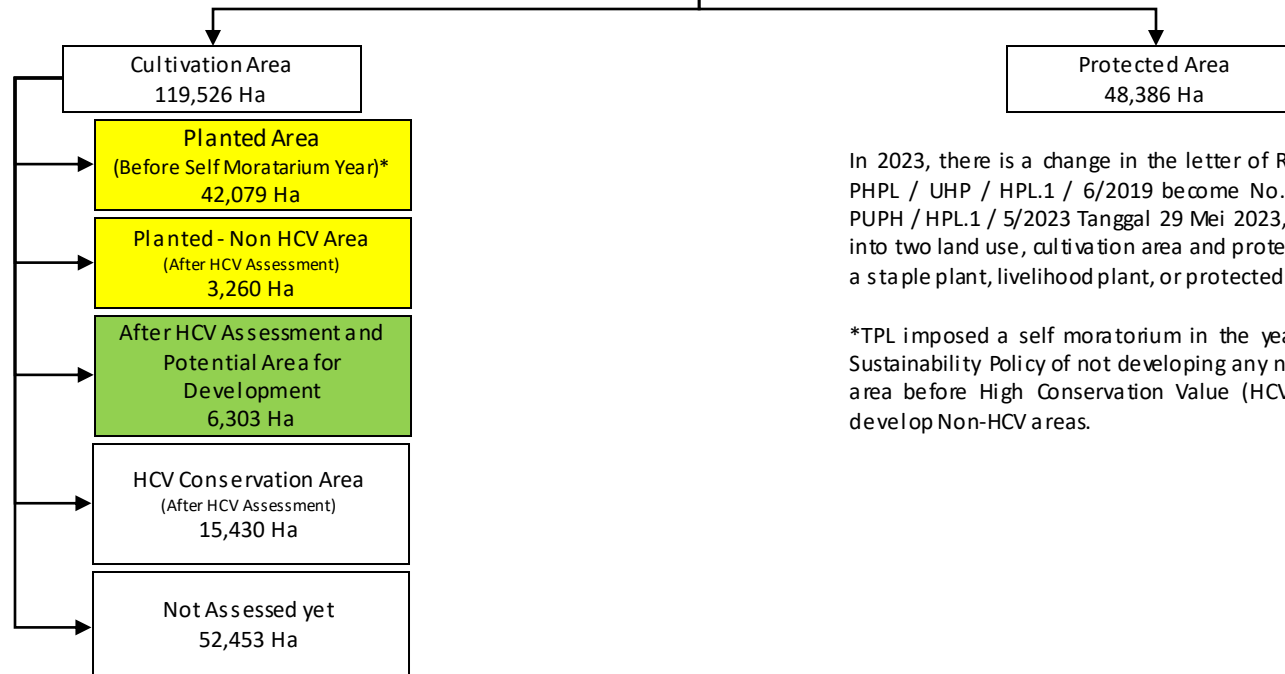 Cultivation Area
119,526 Ha
Planted Area
(Before Self Moratarium Year)*
42,079 Ha
Planted - Non HCV Area
(After HCV Assessment)
3,260 Ha
After HCV Assessment and
Potential Area for
Development
6,303 Ha
HCV Conservation Area
(After HCV Assessment)
15,430 Ha
Not Assessed yet
52,453 Ha
Protected Area
48,386 Ha
In 2023, there is a change in the letter of
PHPL / UHP / HPL.1 / 6/2019 become No.
PUPH / HPL.1 / 5/2023 Tanggal 29 Mei 2023,
into two land use, cultivation area and
a staple plant, livelihood plant, or protected
*TPL imposed a self moratorium in the
Sustainability Policy of not developing any
area before High Conservation Value (HCV
develop Non-HCV areas.